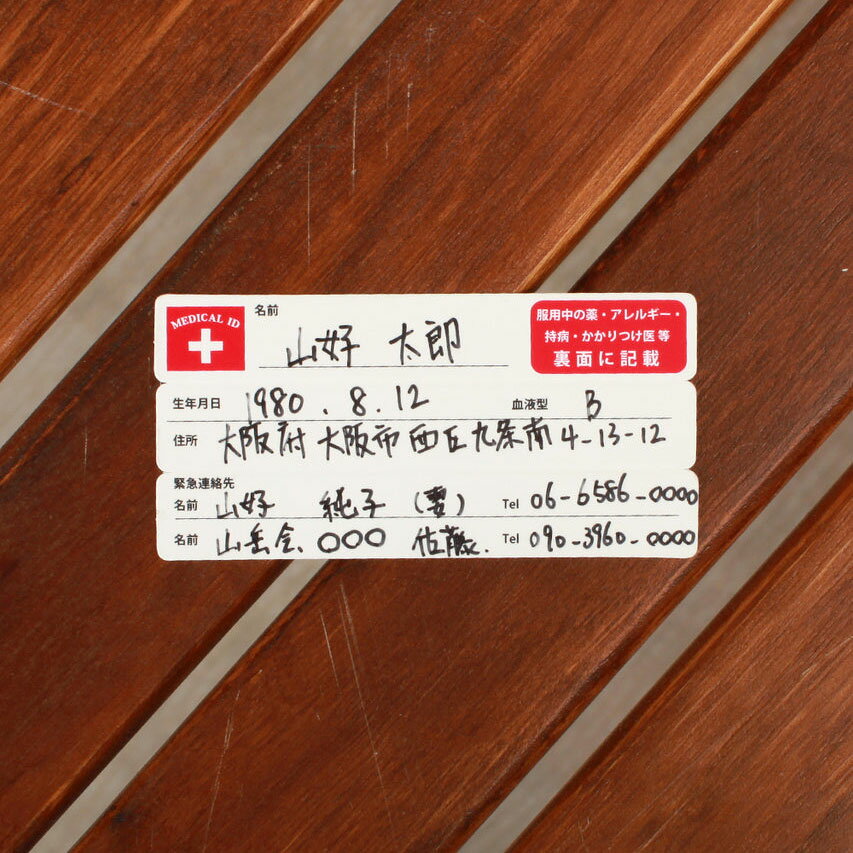 MEDICAL ID
名前 山好 太郎
服用中の薬・アレルギー・
持病・かかりつけ医 等
裏面に記載
生年月日 1980.8.12 血液型 B
住所 大阪府大阪市西区九条南4-13-12
緊急連絡先
名前 山好 純子 (妻) Tel 06-6586-0000
名前 山岳会、○○○ 佐藤. Tel 090-3960-0000